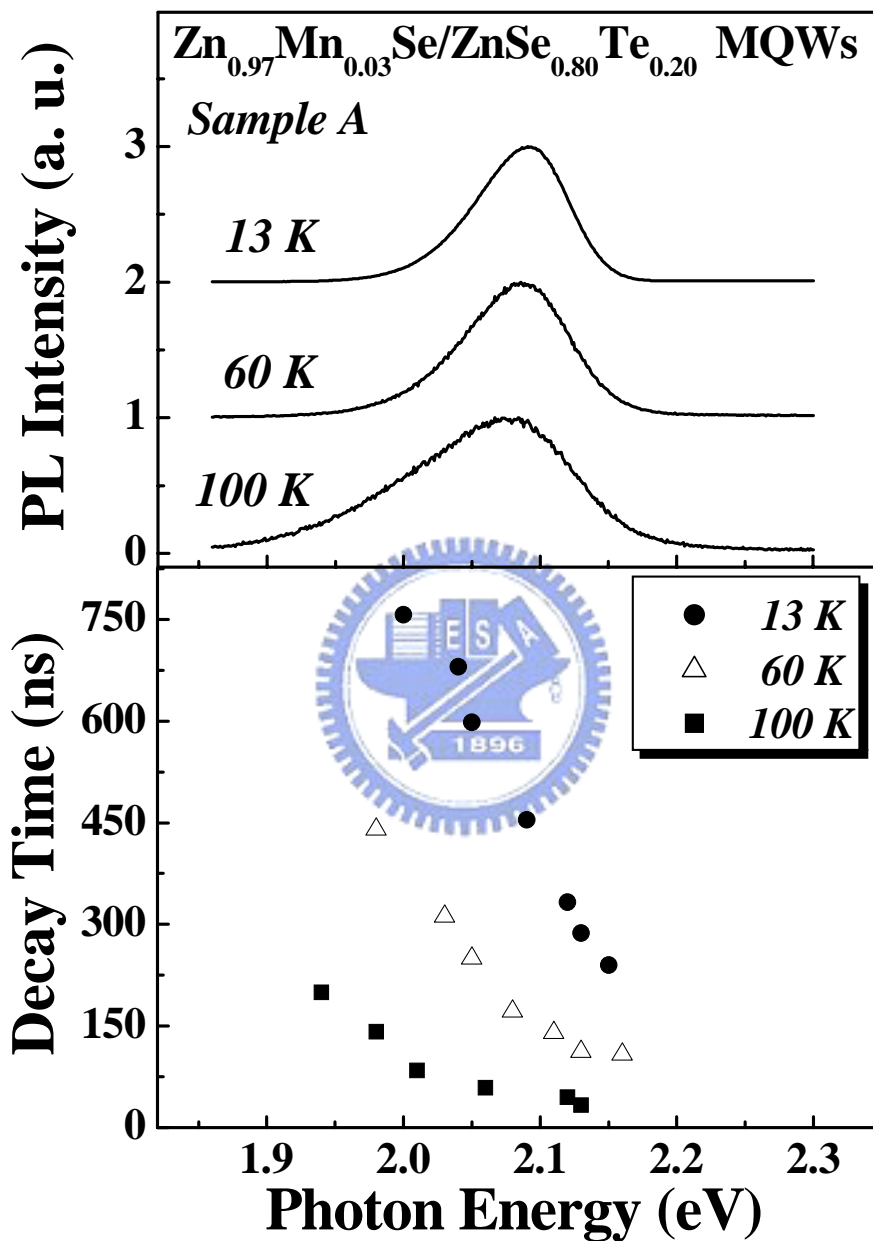 Zn0.97Mn0.03Se/ZnSe0.80Te0.20 MQWs
Sample A
PL Intensity (a. u.)
3
13 K
2
60 K
1
100 K
0
E S A
1896
13 K
60 K
100 K
Decay Time (ns)
750
600
450
300
150
0
1.9 2.0 2.1 2.2 2.3
Photon Energy (eV)